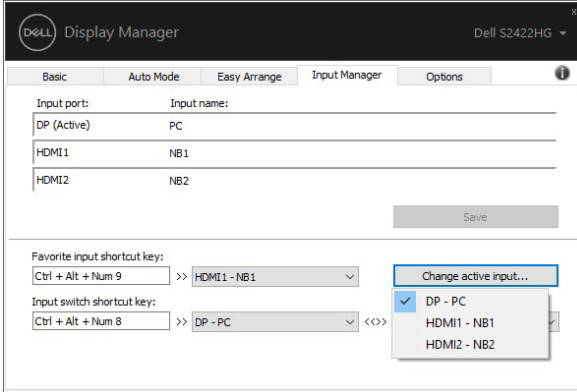 DELL Display Manager
Dell S2422HG
Basic Auto Mode Easy Arrange Input Manager Options
Input port: Input name:
DP (Active) PC
HDMI1 NB1
HDMI2 NB2
Save
Favorite input shortcut key:
Ctrl + Alt + Num 9 >> HDMI1 - NB1
Change active input...
Input switch shortcut key:
Ctrl + Alt + Num 8 >> DP - PC <<>>
DP - PC
HDMI1 - NB1
HDMI2 - NB2